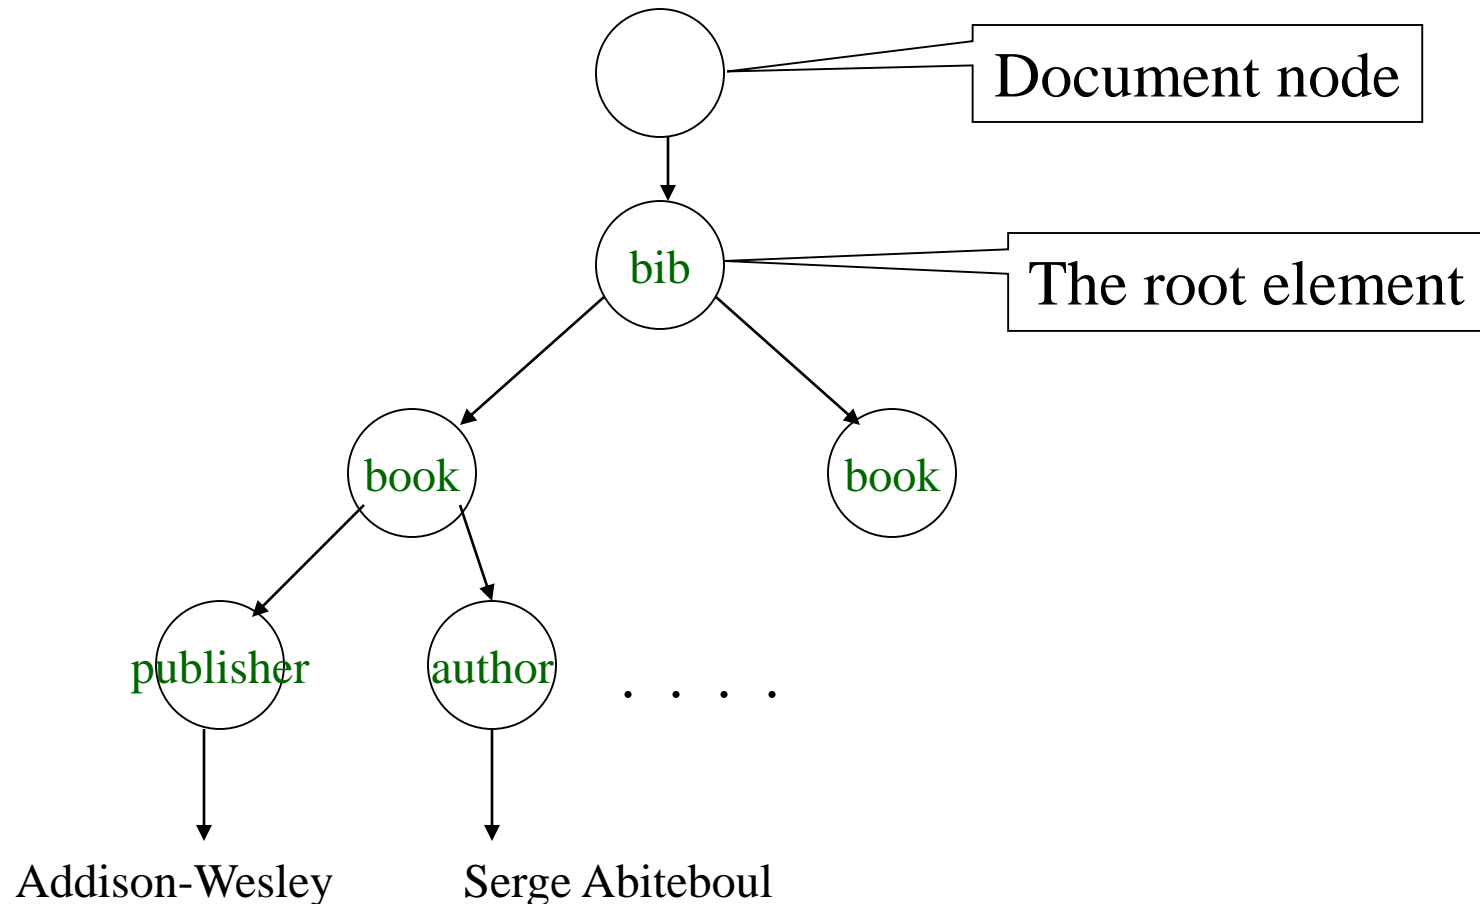 Document node
bib
The root element
book
book
publisher
author
. . . .
Addison-Wesley
Serge Abiteboul